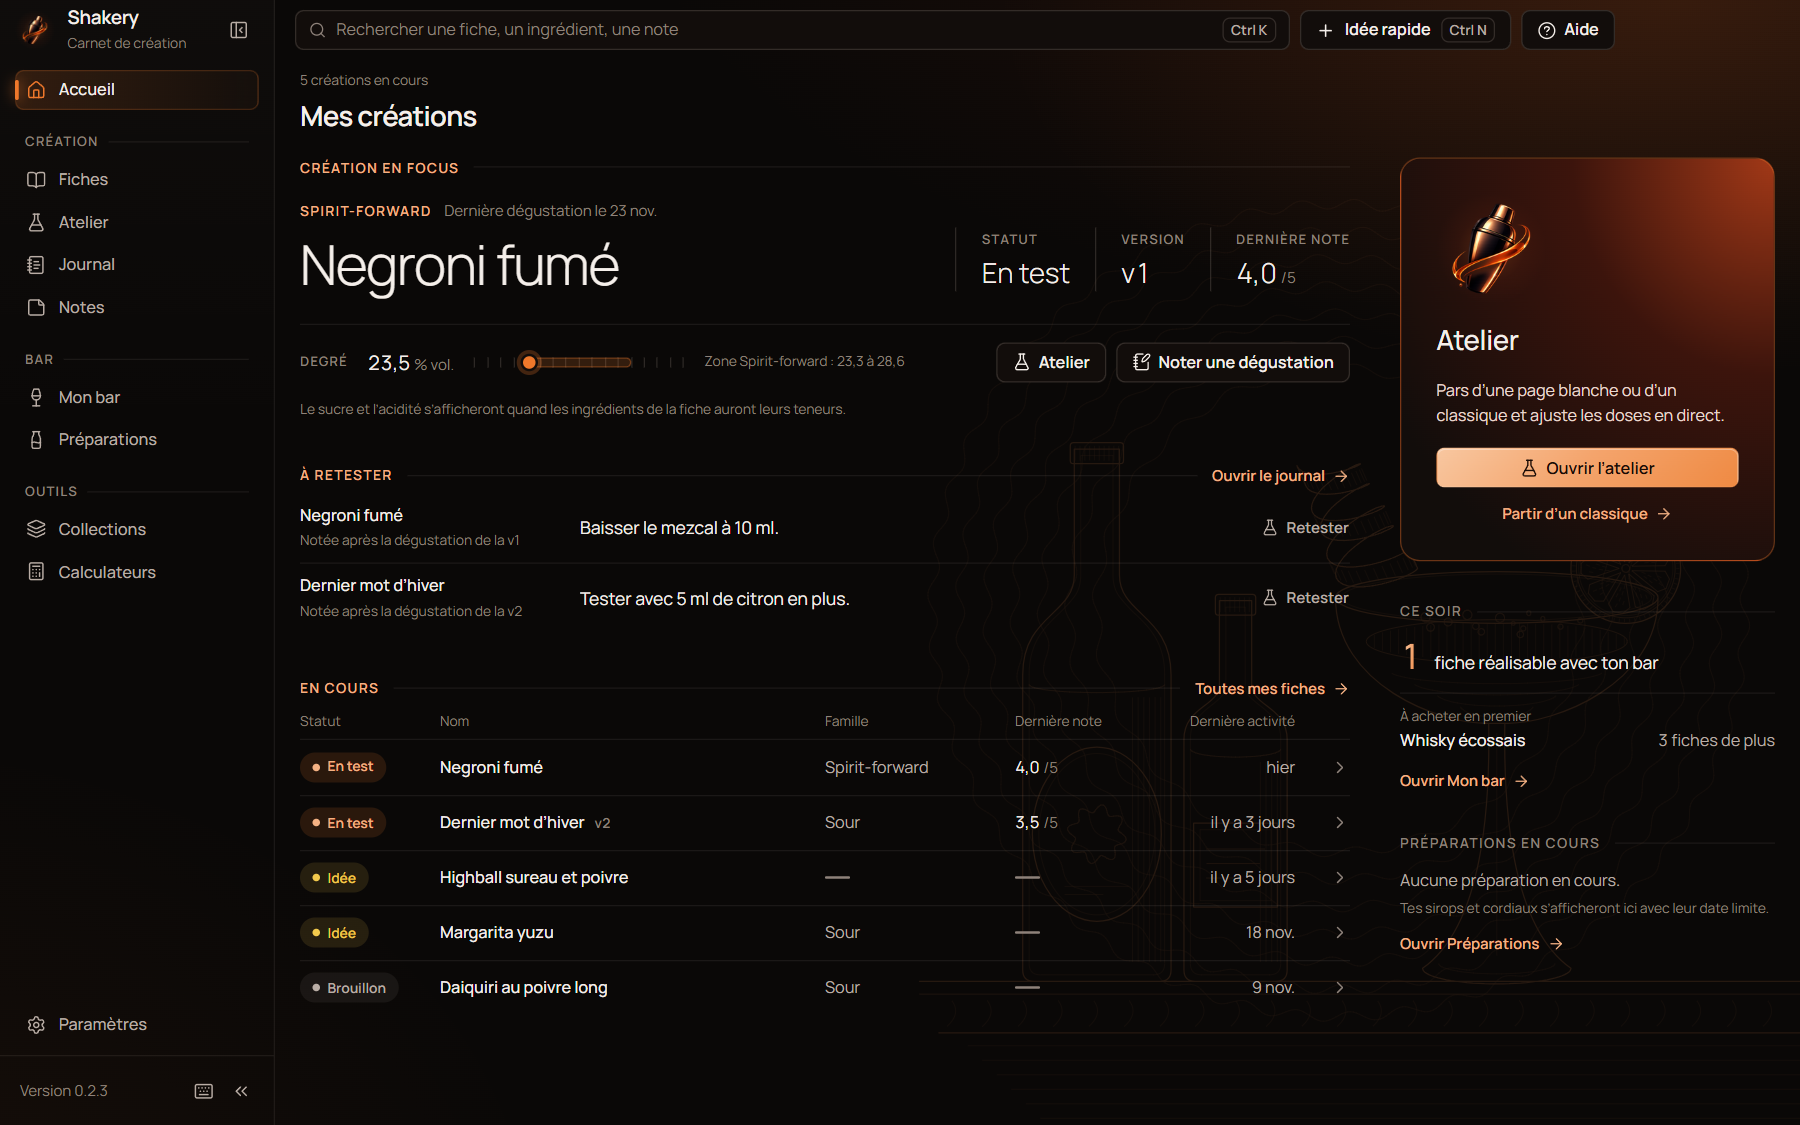 Shakery
Carnet de création
Accueil
CRÉATION
Fiches
Atelier
Journal
Notes
BAR
Mon bar
Préparations
OUTILS
Collections
Calculateurs
Paramètres
Version 0.2.3
Rechercher une fiche, un ingrédient, une note Ctrl K
Idée rapide Ctrl N
Aide
5 créations en cours
Mes créations
CRÉATION EN FOCUS
SPIRIT-FORWARD Dernière dégustation le 23 nov.
Negroni fumé
STATUT
En test
VERSION
v1
DERNIÈRE NOTE
4,0 /5
DEGRÉ 23,5 % vol. Zone Spirit-forward : 23,3 à 28,6
Atelier
Noter une dégustation
Le sucre et l'acidité s'afficheront quand les ingrédients de la fiche auront leurs teneurs.
À RETESTER Ouvrir le journal →
Negroni fumé
Notée après la dégustation de la v1
Baisser le mezcal à 10 ml.
Retester
Dernier mot d'hiver
Notée après la dégustation de la v2
Tester avec 5 ml de citron en plus.
Retester
EN COURS Toutes mes fiches →
Statut Nom Famille Dernière note Dernière activité
En test Negroni fumé Spirit-forward 4,0 /5 hier
En test Dernier mot d'hiver v2 Sour 3,5 /5 il y a 3 jours
Idée Highball sureau et poivre — — il y a 5 jours
Idée Margarita yuzu Sour — 18 nov.
Brouillon Daiquiri au poivre long Sour — 9 nov.
Atelier
Pars d'une page blanche ou d'un
classique et ajuste les doses en direct.
Ouvrir l'atelier
Partir d'un classique →
CE SOIR
1 fiche réalisable avec ton bar
À acheter en premier
Whisky écossais 3 fiches de plus
Ouvrir Mon bar →
PRÉPARATIONS EN COURS
Aucune préparation en cours.
Tes sirops et cordiaux s'afficheront ici avec leur date limite.
Ouvrir Préparations →